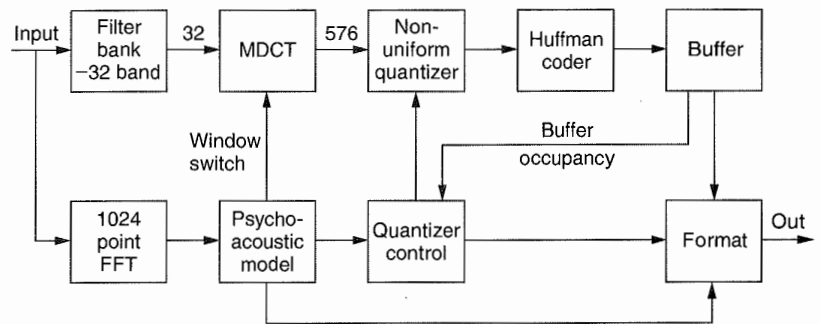 Input
Filter
bank
−32 band
32
MDCT
576
Non-
uniform
quantizer
Huffman
coder
Buffer
Window
switch
Buffer
occupancy
1024
point
FFT
Psycho-
acoustic
model
Quantizer
control
Format
Out